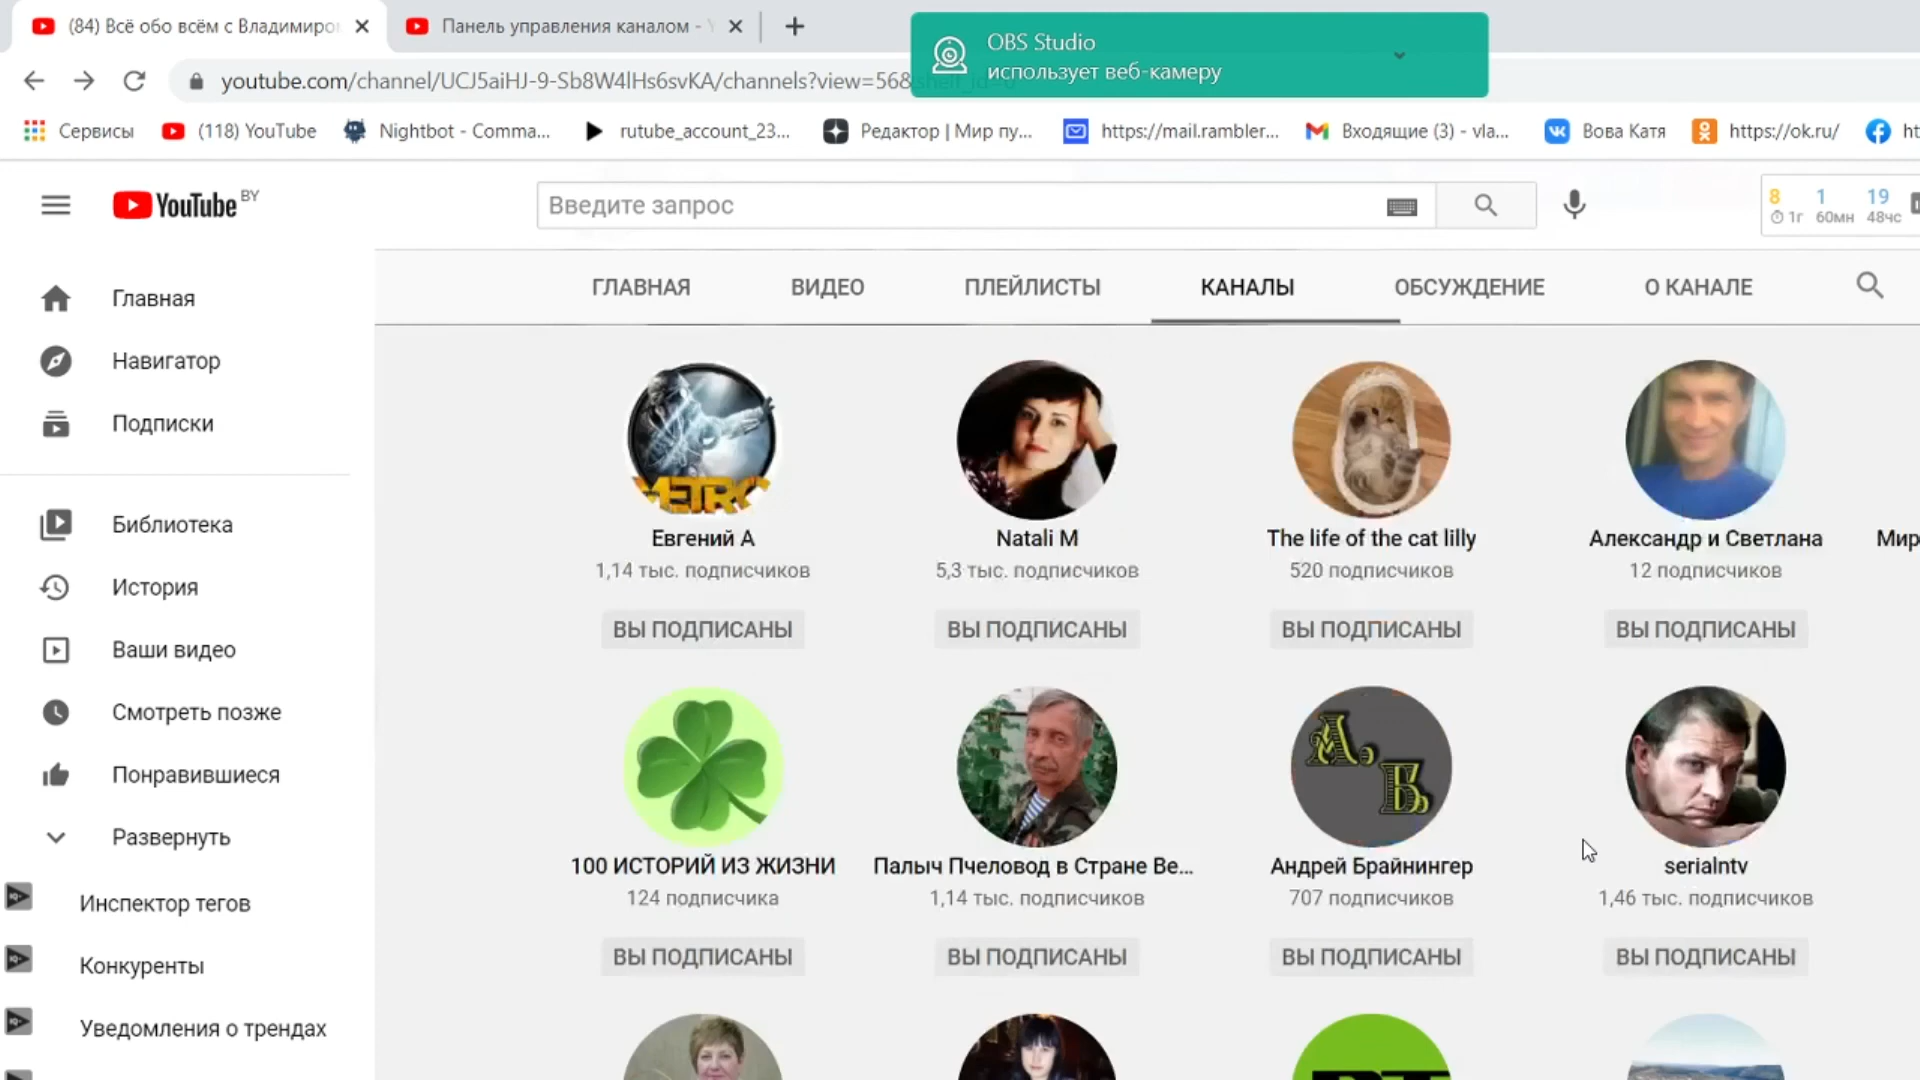 (84) Всё обо всём с Владимиро
Панель управления каналом -
OBS Studio
использует веб-камеру
youtube.com/channel/UCJ5aiHJ-9-Sb8W4lHs6svKA/channels?view=56&
Сервисы
(118) YouTube
Nightbot - Comma...
rutube_account_23...
Редактор | Мир пу...
https://mail.rambler...
Входящие (3) - vla...
Вова Катя
https://ok.ru/
YouTube BY
Введите запрос
8 1 19
1г 60мн 48чс
ГЛАВНАЯ ВИДЕО ПЛЕЙЛИСТЫ КАНАЛЫ ОБСУЖДЕНИЕ О КАНАЛЕ
Главная
Навигатор
Подписки
Библиотека
История
Ваши видео
Смотреть позже
Понравившиеся
Развернуть
Инспектор тегов
Конкуренты
Уведомления о трендах
METRO
Евгений А
1,14 тыс. подписчиков
ВЫ ПОДПИСАНЫ
Natali M
5,3 тыс. подписчиков
ВЫ ПОДПИСАНЫ
The life of the cat lilly
520 подписчиков
ВЫ ПОДПИСАНЫ
Александр и Светлана
12 подписчиков
ВЫ ПОДПИСАНЫ
Мир
100 ИСТОРИЙ ИЗ ЖИЗНИ
124 подписчика
ВЫ ПОДПИСАНЫ
Палыч Пчеловод в Стране Ве...
1,14 тыс. подписчиков
ВЫ ПОДПИСАНЫ
А. Б.
Андрей Брайнингер
707 подписчиков
ВЫ ПОДПИСАНЫ
serialntv
1,46 тыс. подписчиков
ВЫ ПОДПИСАНЫ